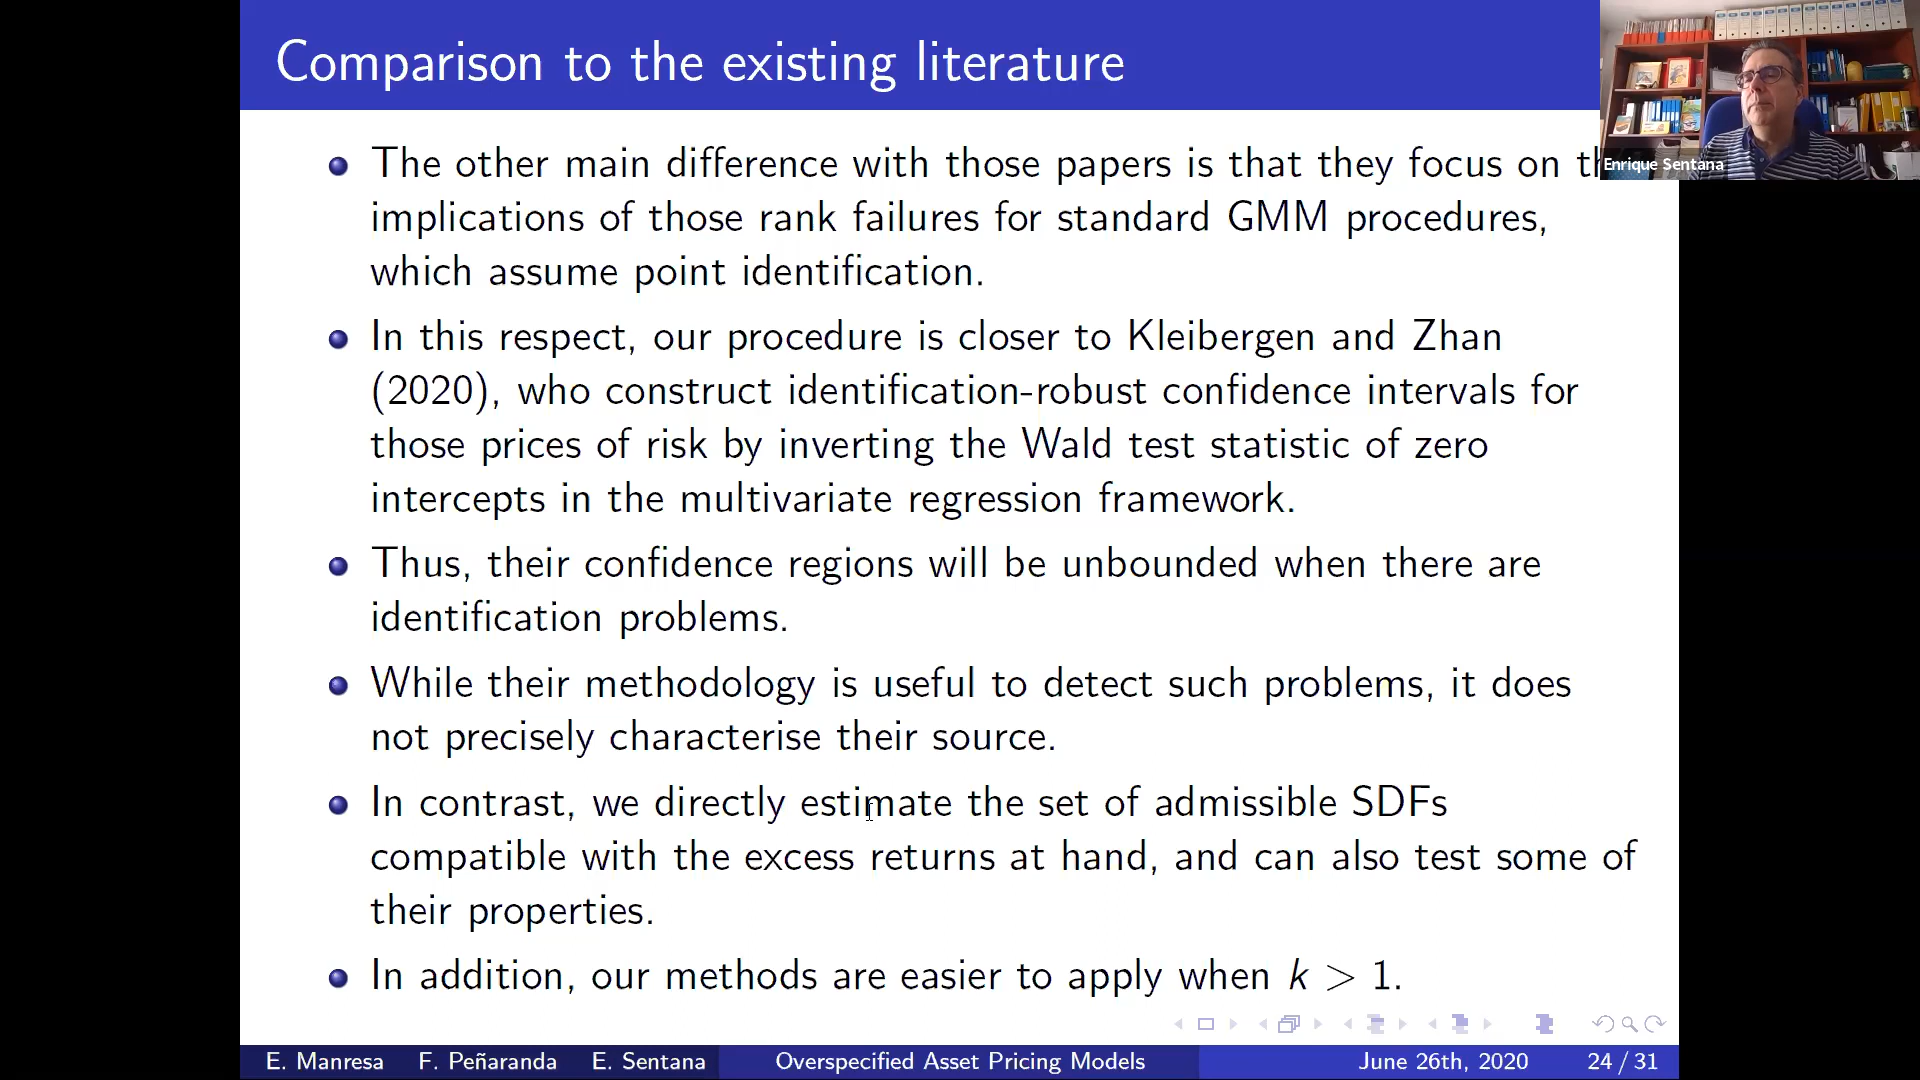 Comparison to the existing literature
Enrique Sentana
The other main difference with those papers is that they focus on
implications of those rank failures for standard GMM procedures,
which assume point identification.
In this respect, our procedure is closer to Kleibergen and Zhan
(2020), who construct identification-robust confidence intervals for
those prices of risk by inverting the Wald test statistic of zero
intercepts in the multivariate regression framework.
Thus, their confidence regions will be unbounded when there are
identification problems.
While their methodology is useful to detect such problems, it does
not precisely characterise their source.
In contrast, we directly estimate the set of admissible SDFs
compatible with the excess returns at hand, and can also test some of
their properties.
In addition, our methods are easier to apply when k > 1.
E. Manresa F. Peñaranda E. Sentana Overspecified Asset Pricing Models June 26th, 2020 24 / 31